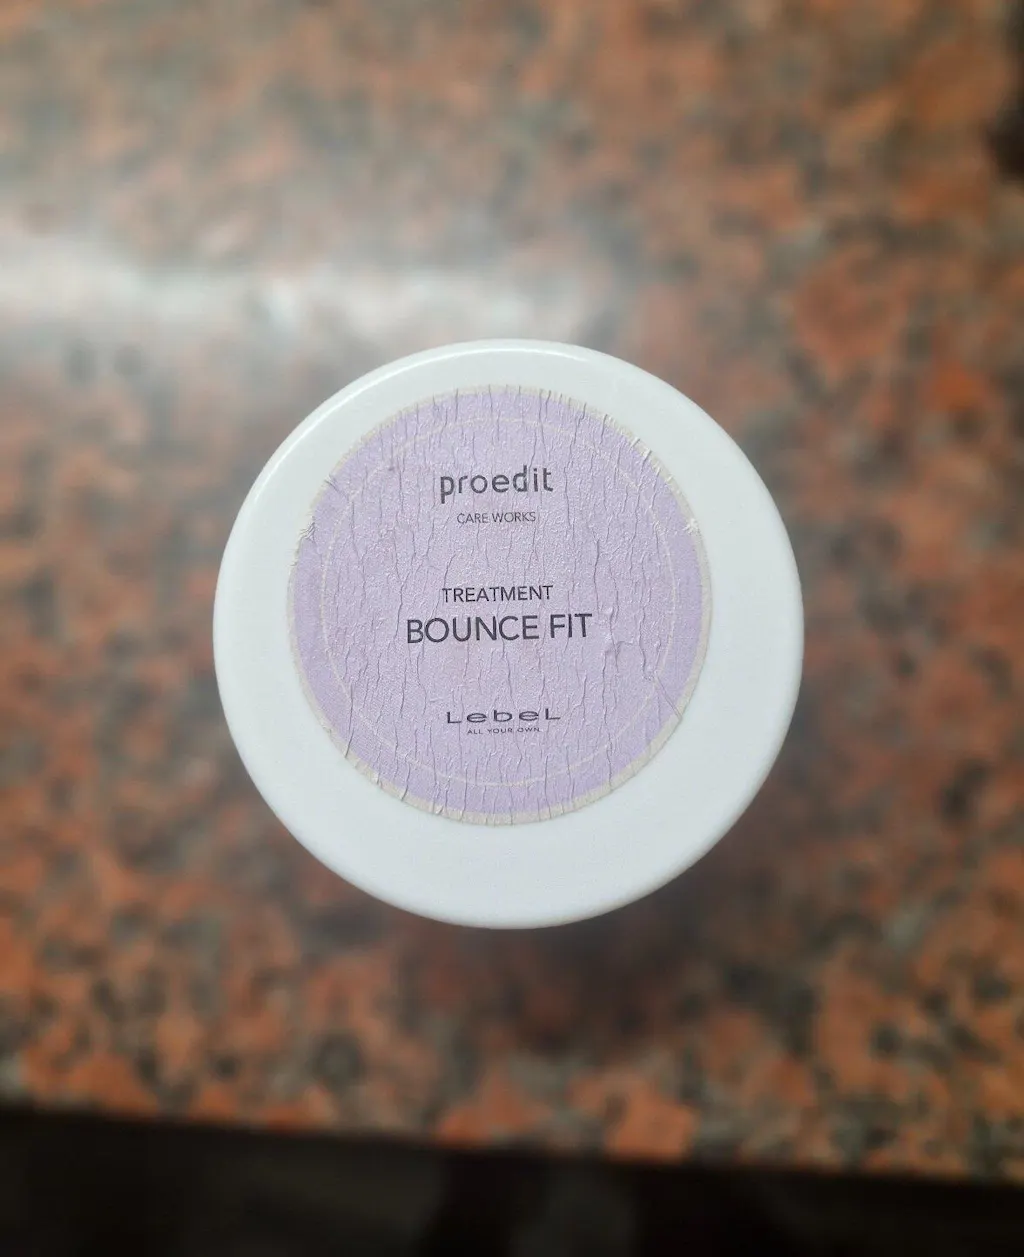 proedit
CARE WORKS
TREATMENT
BOUNCE FIT
LebeL
ALL YOUR OWN